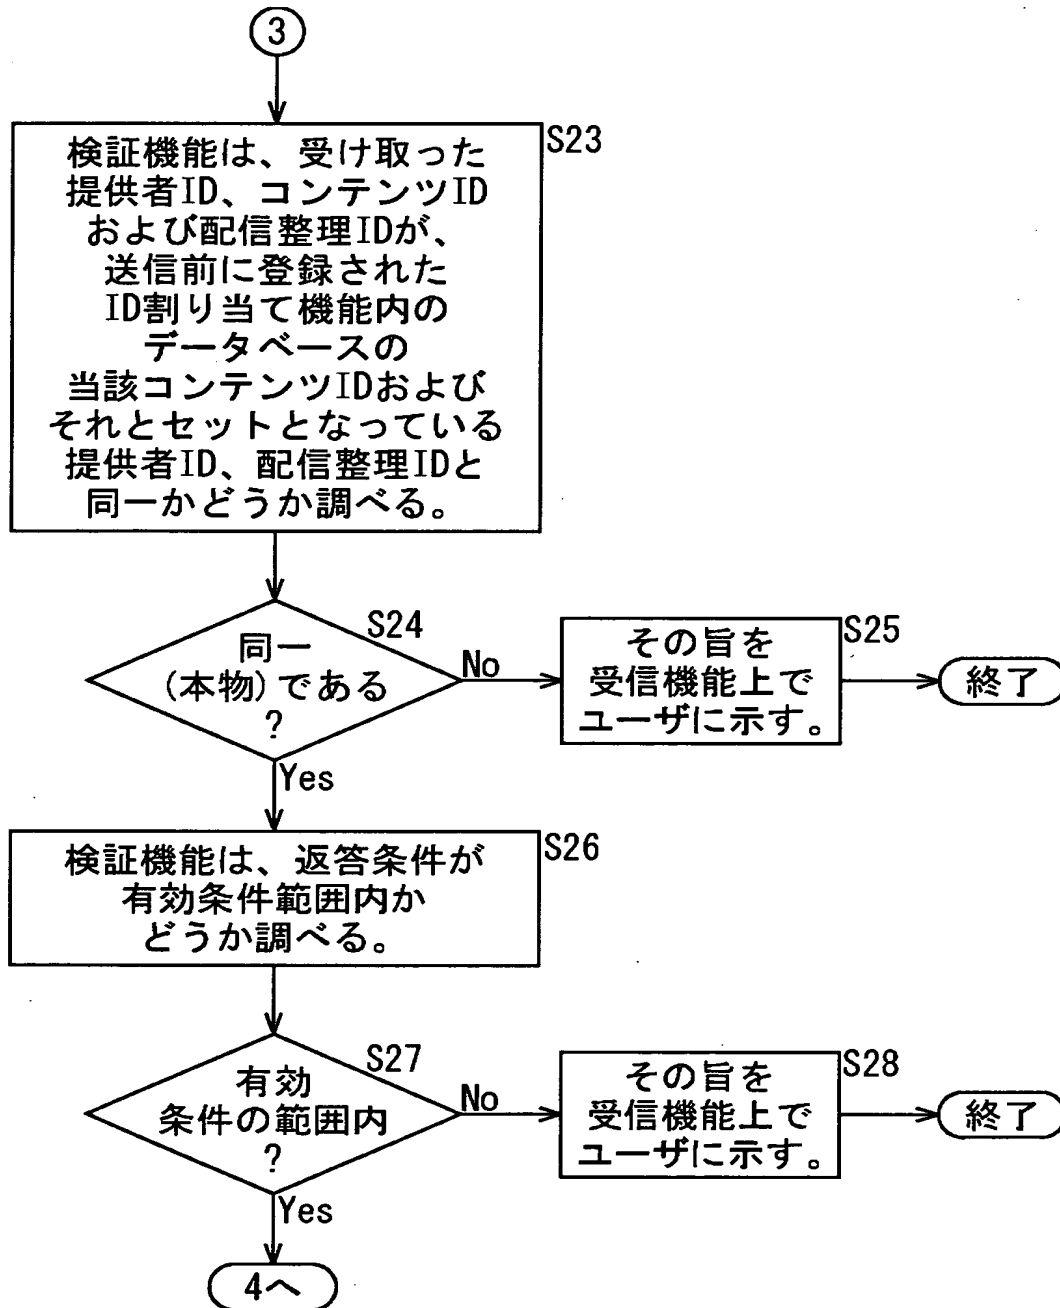 3
S23
検証機能は、受け取った
提供者ID、コンテンツID
および配信整理IDが、
送信前に登録された
ID割り当て機能内の
データベースの
当該コンテンツIDおよび
それとセットとなっている
提供者ID、配信整理IDと
同一かどうか調べる。
S24
同一
(本物)である
?
No
S25
その旨を
受信機能上で
ユーザに示す。
終了
Yes
S26
検証機能は、返答条件が
有効条件範囲内か
どうか調べる。
S27
有効
条件の範囲内
?
No
S28
その旨を
受信機能上で
ユーザに示す。
終了
Yes
4へ